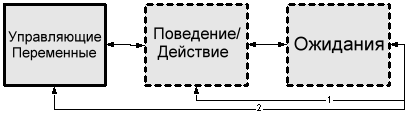 Управляющие
Переменные
Поведение/
Действие
Ожидания
1
2